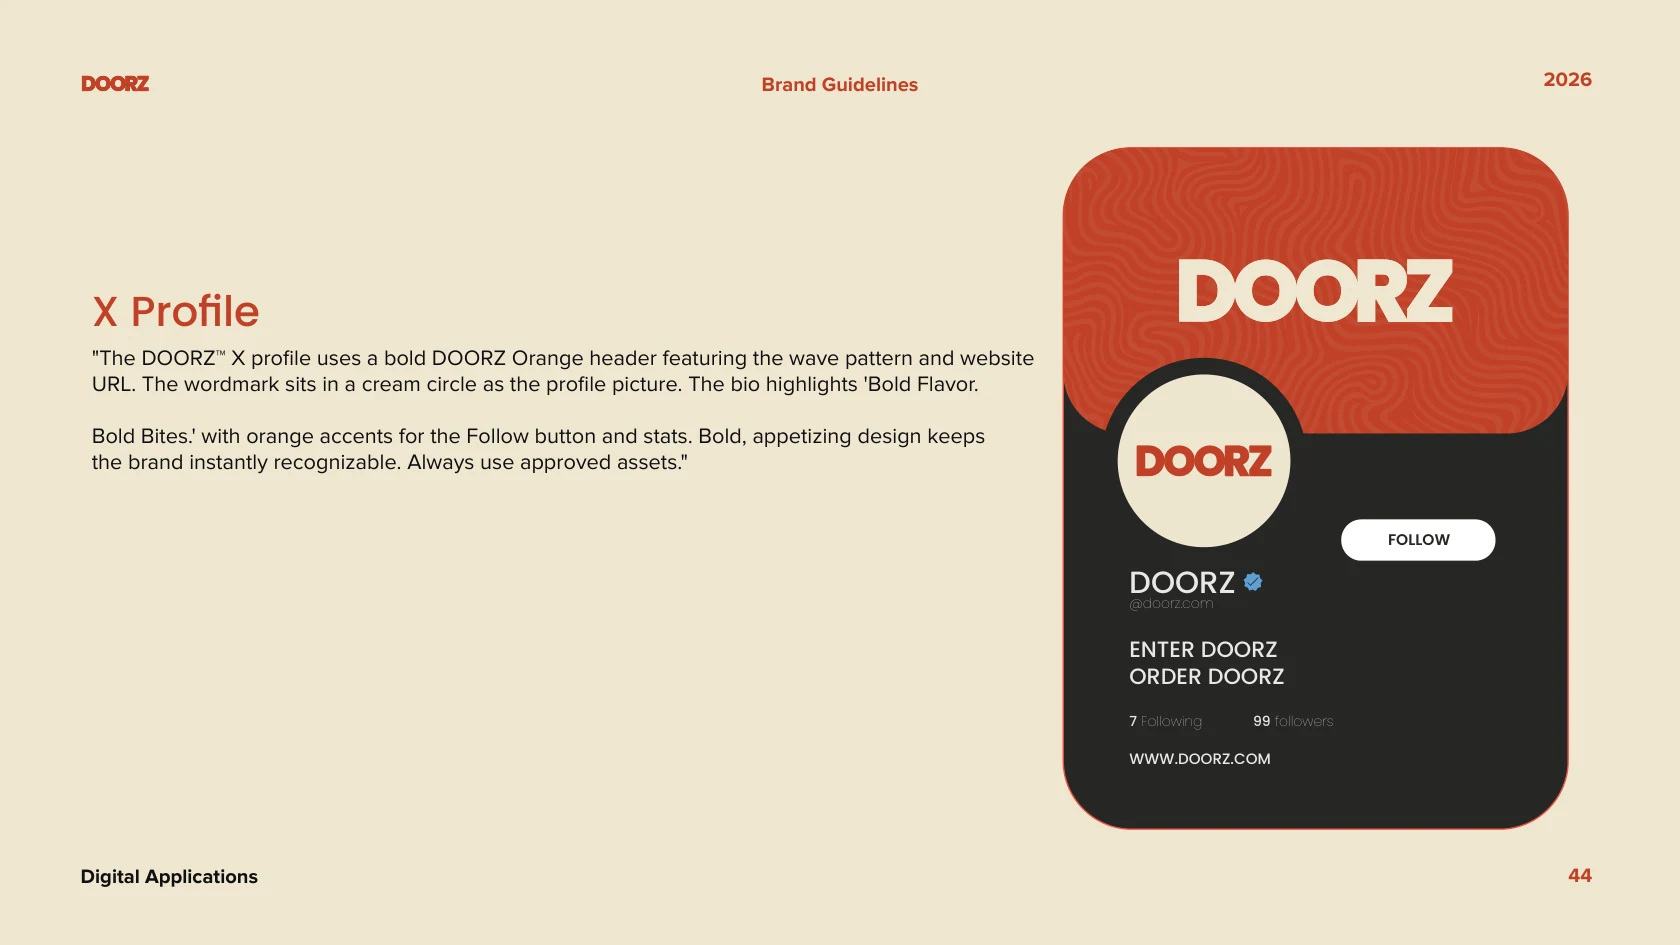 DOORZ
Brand Guidelines
2026
X Profile
"The DOORZ™ X profile uses a bold DOORZ Orange header featuring the wave pattern and website
URL. The wordmark sits in a cream circle as the profile picture. The bio highlights 'Bold Flavor.
Bold Bites.' with orange accents for the Follow button and stats. Bold, appetizing design keeps
the brand instantly recognizable. Always use approved assets."
DOORZ
DOORZ
FOLLOW
DOORZ
@doorz.com
ENTER DOORZ
ORDER DOORZ
7 Following 99 followers
WWW.DOORZ.COM
Digital Applications
44